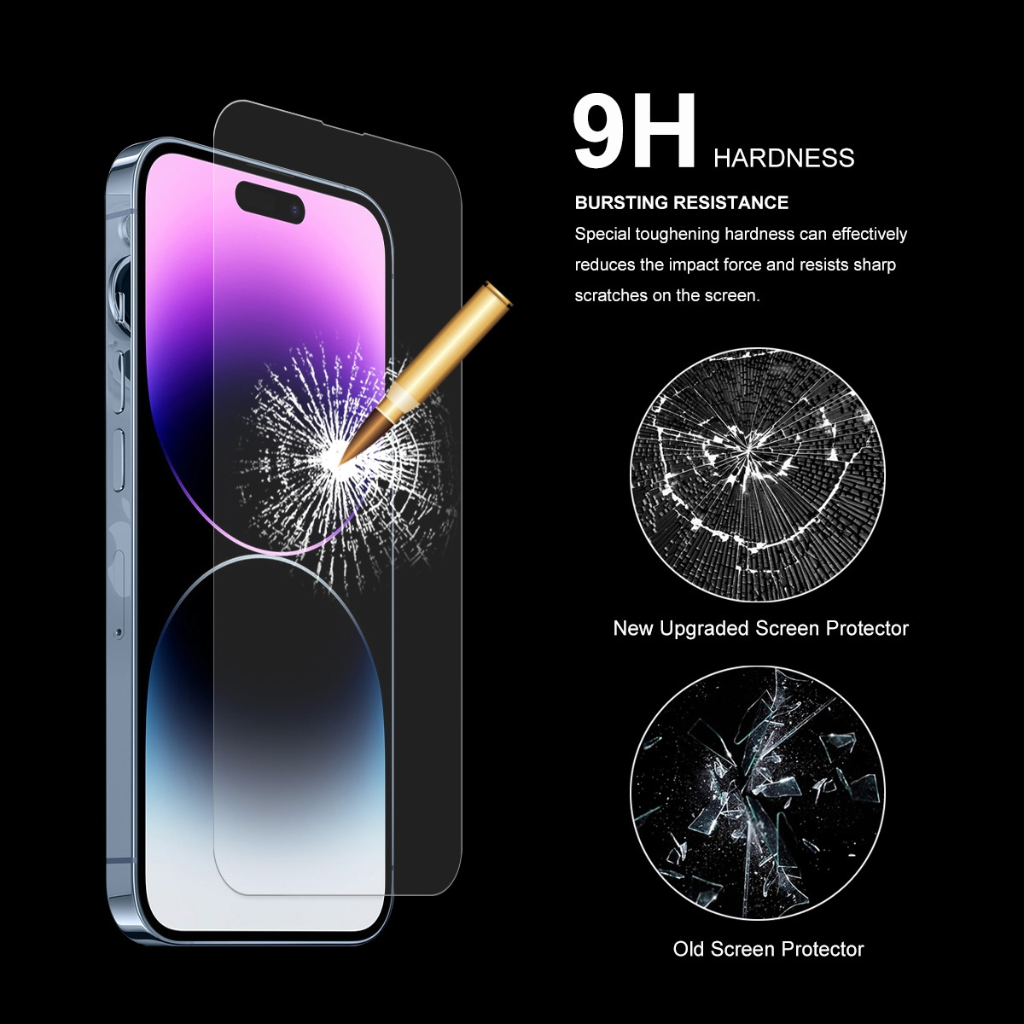 9H HARDNESS
BURSTING RESISTANCE
Special toughening hardness can effectively
reduces the impact force and resists sharp
scratches on the screen.
New Upgraded Screen Protector
Old Screen Protector